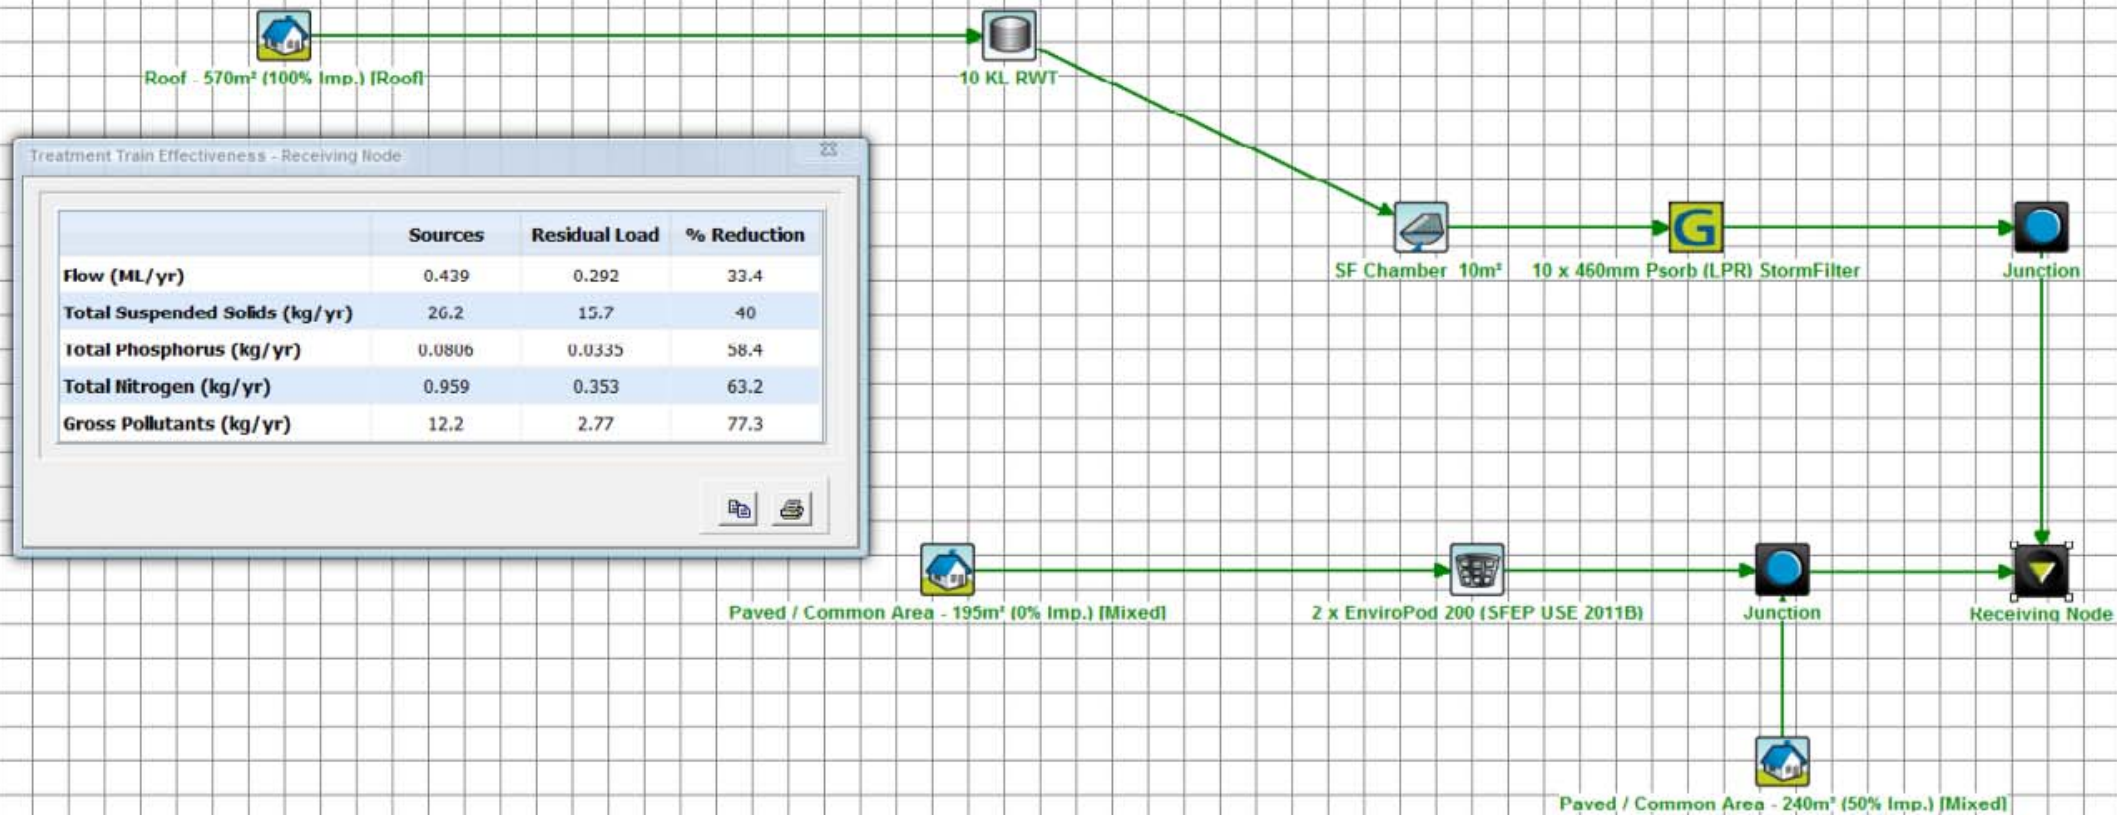 Roof - 570m² (100% Imp.) [Roof]
10 KL RWT
Treatment Train Effectiveness - Receiving Node
Sources Residual Load % Reduction
Flow (ML/yr) 0.439 0.292 33.4
Total Suspended Solids (kg/yr) 26.2 15.7 40
Total Phosphorus (kg/yr) 0.0806 0.0335 58.4
Total Nitrogen (kg/yr) 0.959 0.353 63.2
Gross Pollutants (kg/yr) 12.2 2.77 77.3
G
SF Chamber 10m²
10 x 460mm Psorb (LPR) StormFilter
Junction
Paved / Common Area - 195m² (0% Imp.) [Mixed]
2 x EnviroPod 200 (SFEP USE 2011B)
Junction
Receiving Node
Paved / Common Area - 240m² (50% Imp.) [Mixed]